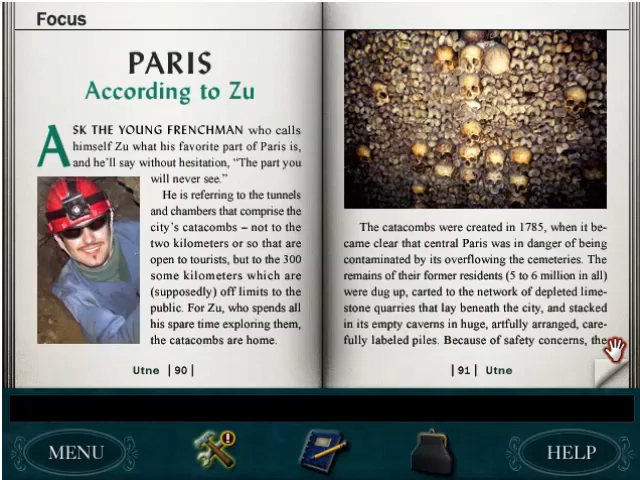 Focus
PARIS
According to Zu
ASK THE YOUNG FRENCHMAN who calls
himself Zu what his favorite part of Paris is,
and he'll say without hesitation, "The part you
will never see."
He is referring to the tunnels
and chambers that comprise the
city's catacombs – not to the
two kilometers or so that are
open to tourists, but to the 300
some kilometers which are
(supposedly) off limits to the
public. For Zu, who spends all
his spare time exploring them,
the catacombs are home.
Utne | 90 |
The catacombs were created in 1785, when it be-
came clear that central Paris was in danger of being
contaminated by its overflowing the cemeteries. The
remains of their former residents (5 to 6 million in all)
were dug up, carted to the network of depleted lime-
stone quarries that lay beneath the city, and stacked
in its empty caverns in huge, artfully arranged, care-
fully labeled piles. Because of safety concerns, the
| 91 | Utne
MENU
HELP